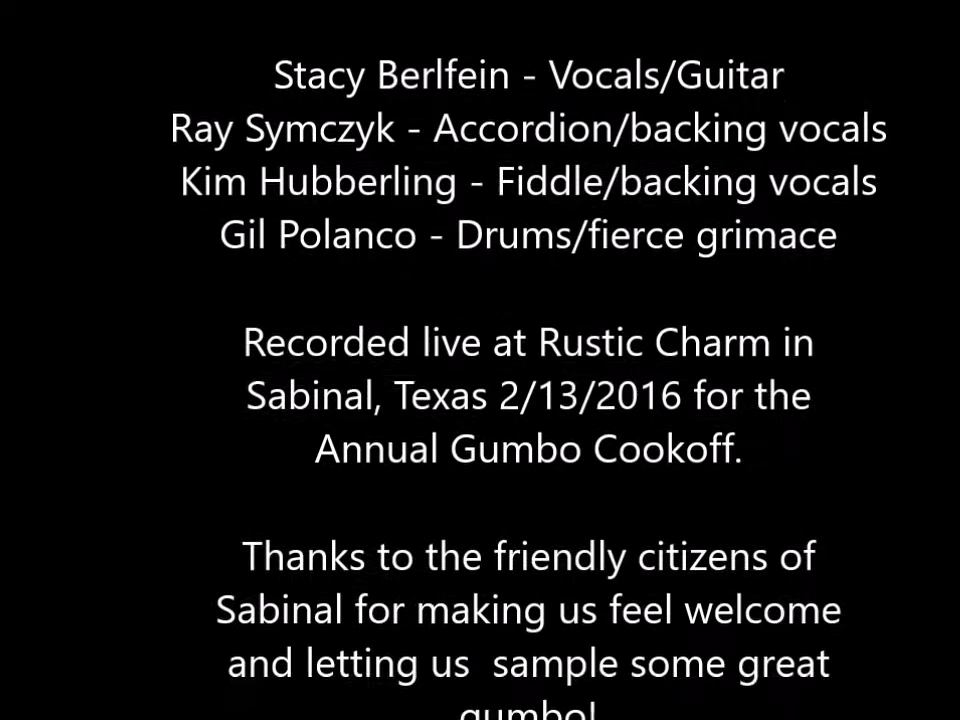 Stacy Berlfein - Vocals/Guitar
Ray Symczyk - Accordion/backing vocals
Kim Hubberling - Fiddle/backing vocals
Gil Polanco - Drums/fierce grimace
Recorded live at Rustic Charm in
Sabinal, Texas 2/13/2016 for the
Annual Gumbo Cookoff.
Thanks to the friendly citizens of
Sabinal for making us feel welcome
and letting us  sample some great
gumbo!